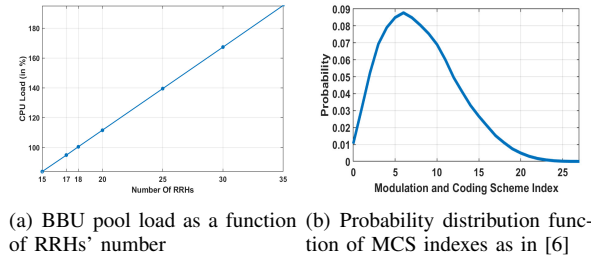 CPU Load (in %)
180
160
140
120
100
15 17 18 20 25 30 35
Number Of RRHs
Probability
0.09
0.08
0.07
0.06
0.05
0.04
0.03
0.02
0.01
0
0 5 10 15 20 25
Modulation and Coding Scheme Index
(a) BBU pool load as a function
of RRHs' number
(b) Probability distribution func-
tion of MCS indexes as in [6]